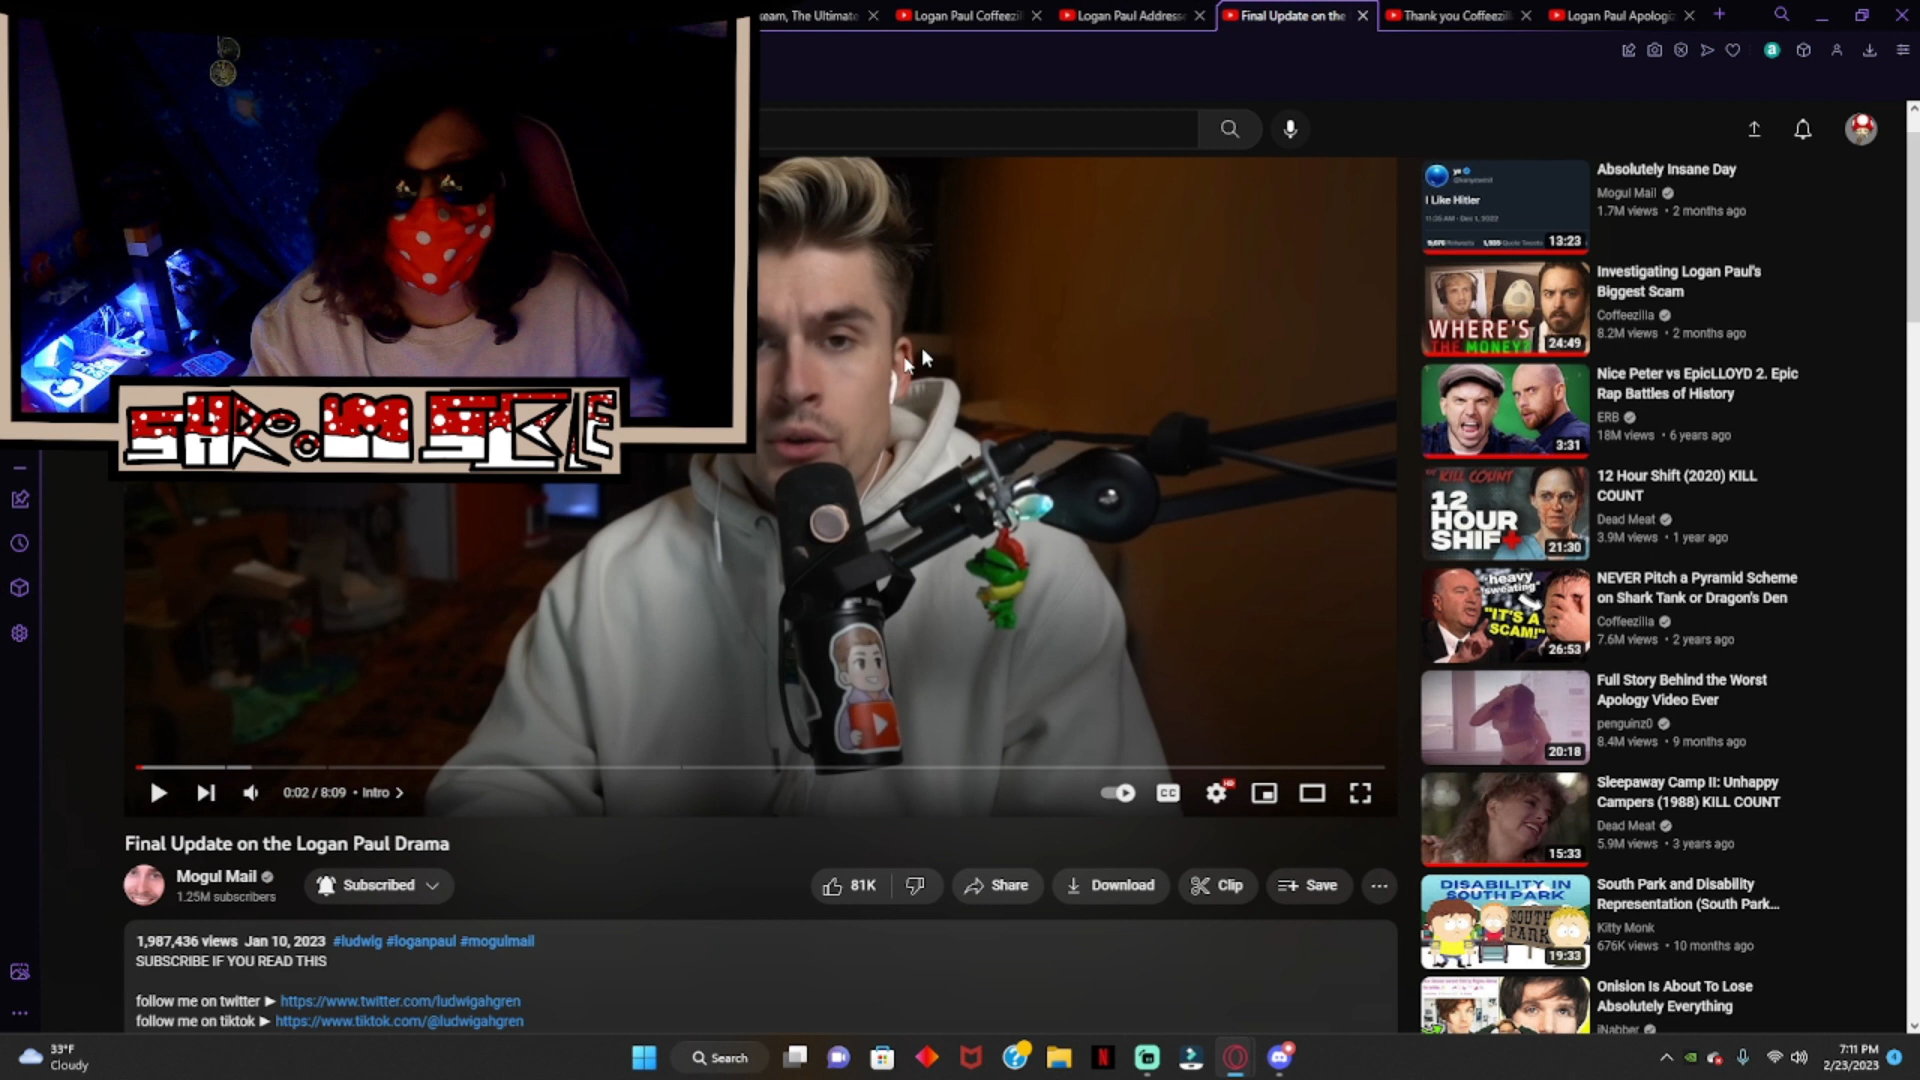 eam, The Ultimate
Logan Paul Coffeezil
Logan Paul Address
Final Update on the
Thank you Coffeezil
Logan Paul Apologi
a
SHROOM SICLE
Absolutely Insane Day
Mogul Mail
1.7M views • 2 months ago
ye
I Like Hitler
13:23
Investigating Logan Paul's
Biggest Scam
Coffeezilla
8.2M views • 2 months ago
WHERE'S
THE MONEY?
24:49
Nice Peter vs EpicLLOYD 2. Epic
Rap Battles of History
ERB
18M views • 6 years ago
3:31
12 Hour Shift (2020) KILL
COUNT
Dead Meat
3.9M views • 1 year ago
KILL COUNT
12
HOUR
SHIFT
21:30
NEVER Pitch a Pyramid Scheme
on Shark Tank or Dragon's Den
Coffeezilla
7.6M views • 2 years ago
*heavy
sweating*
"IT'S A
SCAM!"
26:53
Full Story Behind the Worst
Apology Video Ever
penguinz0
8.4M views • 9 months ago
20:18
Sleepaway Camp II: Unhappy
Campers (1988) KILL COUNT
Dead Meat
5.9M views • 3 years ago
15:33
South Park and Disability
Representation (South Park...
Kitty Monk
676K views • 10 months ago
DISABILITY IN
SOUTH PARK
SOUTH
PARK
19:33
Onision Is About To Lose
Absolutely Everything
iNabber
0:02 / 8:09 • Intro >
CC
HD
Final Update on the Logan Paul Drama
Mogul Mail
1.25M subscribers
Subscribed
81K
Share
Download
Clip
Save
1,987,436 views Jan 10, 2023 #ludwig #loganpaul #mogulmail
SUBSCRIBE IF YOU READ THIS
follow me on twitter ► https://www.twitter.com/ludwigahgren
follow me on tiktok ► https://www.tiktok.com/@ludwigahgren
33°F
Cloudy
Search
N
7:11 PM
2/23/2023
4